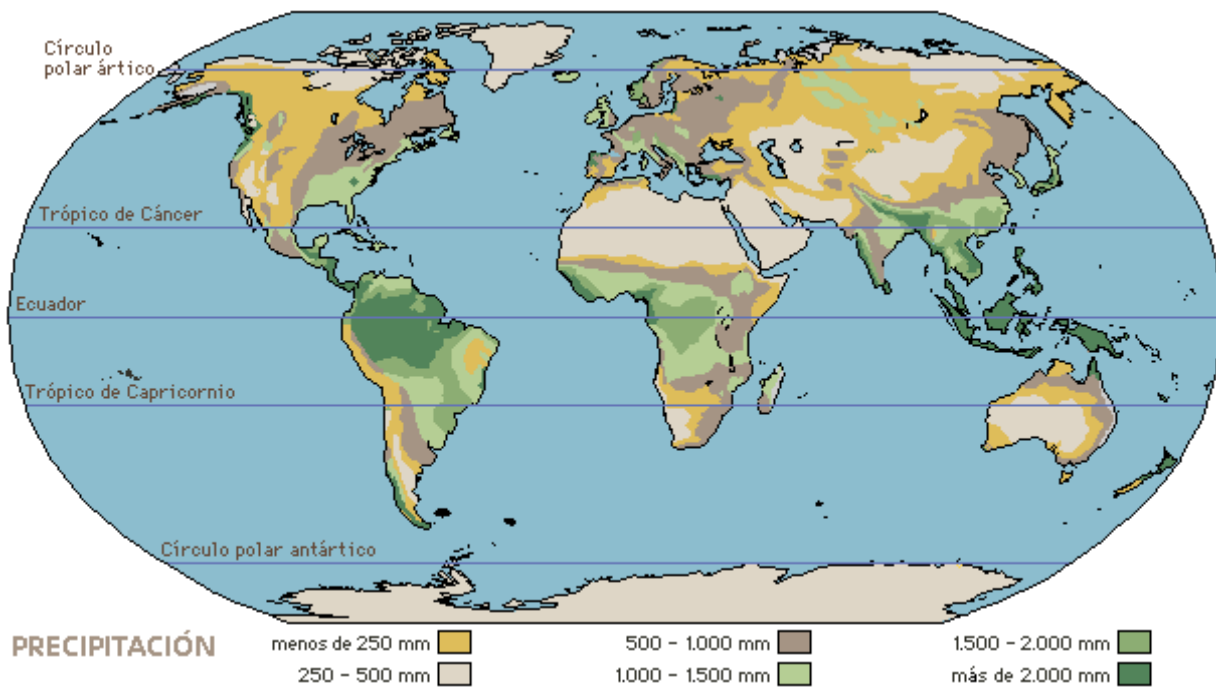 Círculo
polar ártico
Trópico de Cáncer
Ecuador
Trópico de Capricornio
Círculo polar antártico
PRECIPITACIÓN
menos de 250 mm
250 - 500 mm
500 - 1.000 mm
1.000 - 1.500 mm
1.500 - 2.000 mm
más de 2.000 mm